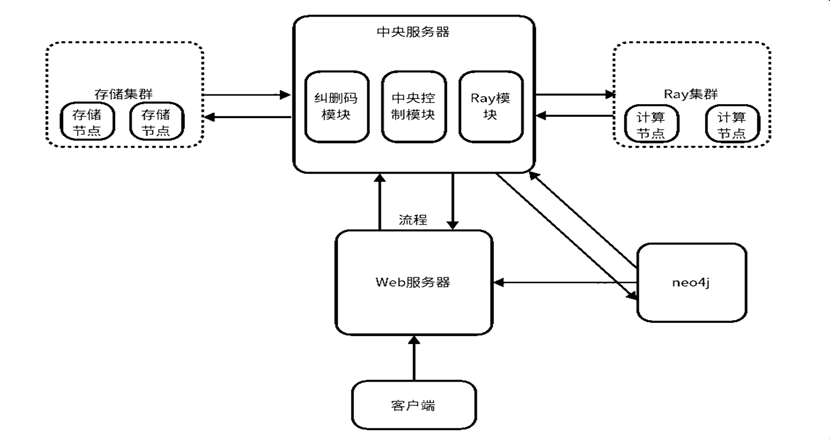 中央服务器
存储集群
存储
节点
存储
节点
纠删码
模块
中央控
制模块
Ray模
块
Ray集群
计算
节点
计算
节点
流程
Web服务器
neo4j
客户端